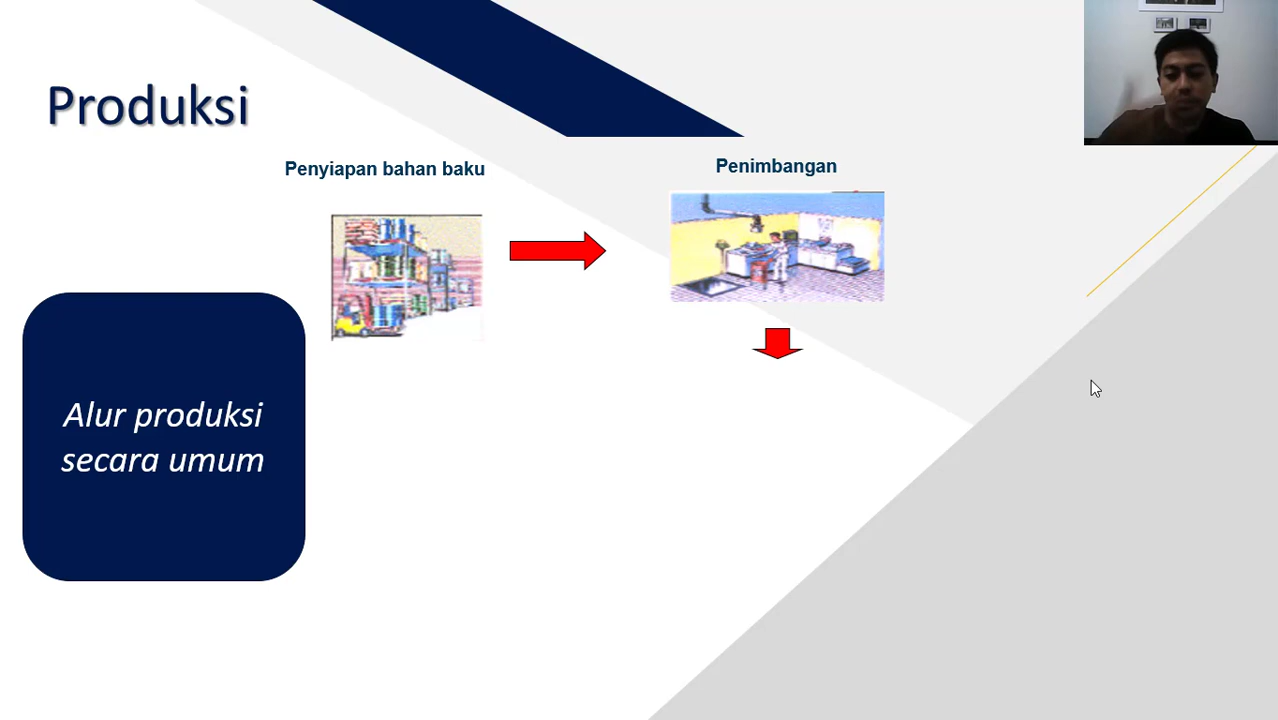 Produksi
Penyiapan bahan baku
Penimbangan
Alur produksi
secara umum